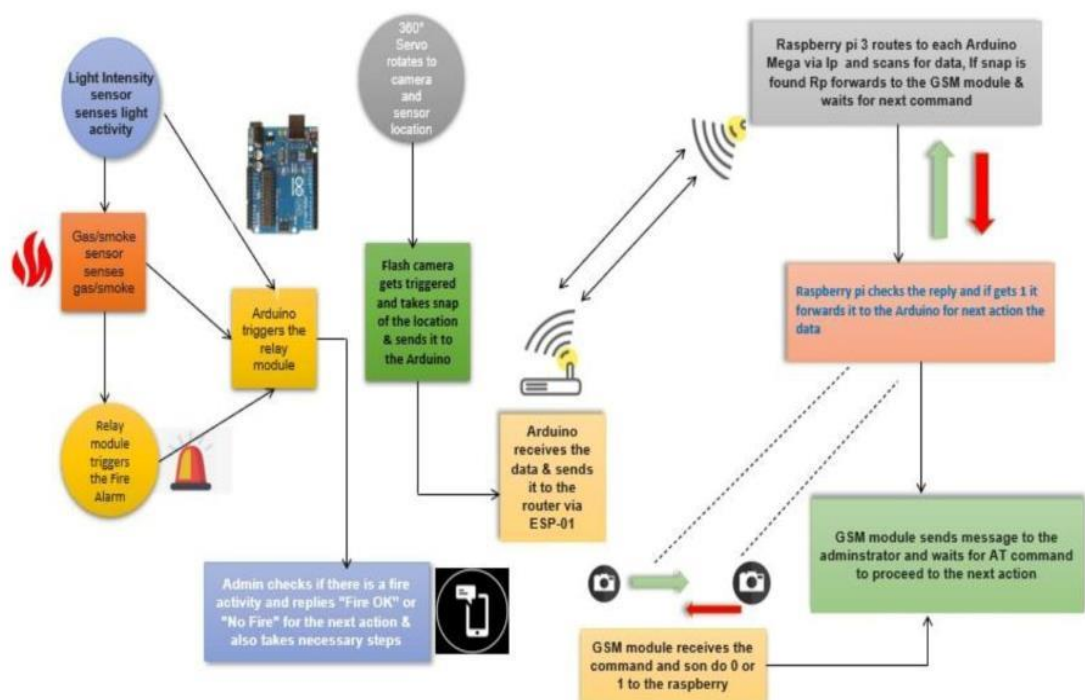 Light Intensity
sensor
senses light
activity
360°
Servo
rotates to
camera
and
sensor
location
Raspberry pi 3 routes to each Arduino
Mega via Ip and scans for data, If snap is
found Rp forwards to the GSM module &
waits for next command
Gas/smoke
sensor
senses
gas/smoke
Arduino
triggers the
relay
module
Relay
module
triggers
the Fire
Alarm
Flash camera
gets triggered
and takes snap
of the location
& sends it to
the Arduino
Arduino
receives the
data & sends
it to the
router via
ESP-01
Raspberry pi checks the reply and if gets 1 it
forwards it to the Arduino for next action the
data
GSM module sends message to the
adminstrator and waits for AT command
to proceed to the next action
Admin checks if there is a fire
activity and replies "Fire OK" or
"No Fire" for the next action &
also takes necessary steps
GSM module receives the
command and son do 0 or
1 to the raspberry